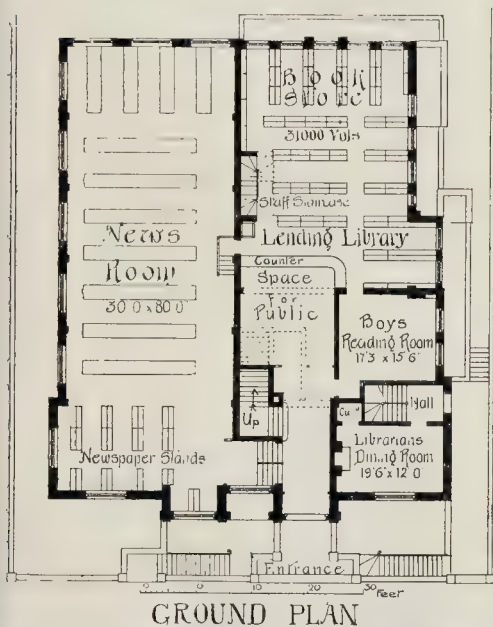 Book
Store
31000 Vols
Staff Staircase
News
Room
30 0 x 80 0
Lending Library
Counter
Space
For
Public
Boys
Reading Room
17'3 x 15'6"
Up
Cup
Hall
Librarians
Dining Room
19'6" x 12'0
Newspaper Stands
Entrance
0 10 20 30 Feet
GROUND PLAN